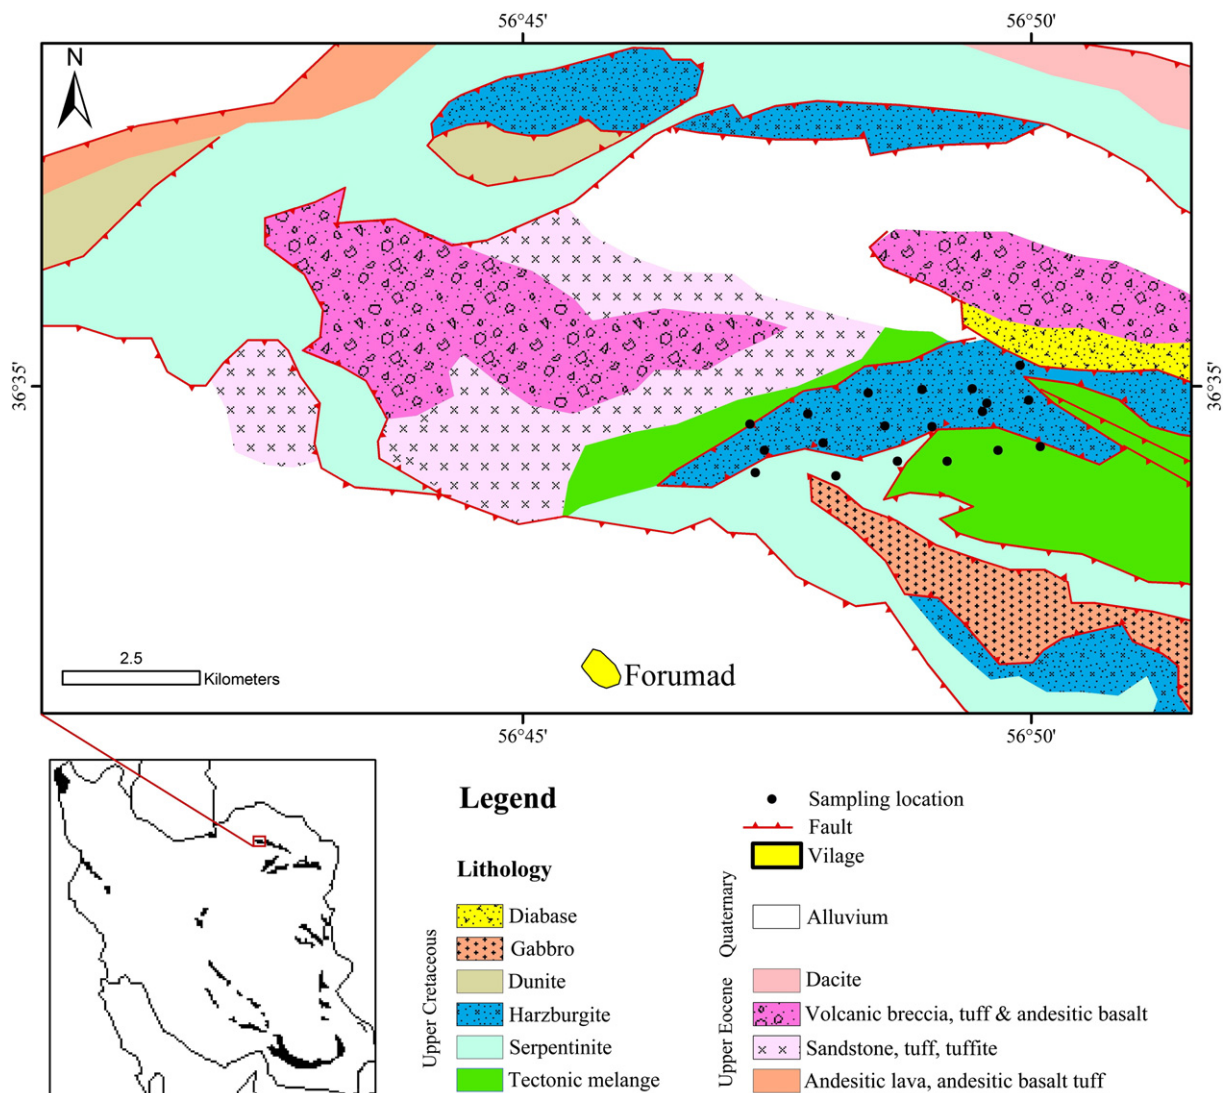 56°45' 56°50'
N
36°35' 36°35'
2.5
Kilometers
Forumad
56°45' 56°50'
Legend
Lithology
Upper Cretaceous
Diabase
Gabbro
Dunite
Harzburgite
Serpentinite
Tectonic melange
Sampling location
Fault
Vilage
Quaternary
Alluvium
Upper Eocene
Dacite
Volcanic breccia, tuff & andesitic basalt
Sandstone, tuff, tuffite
Andesitic lava, andesitic basalt tuff